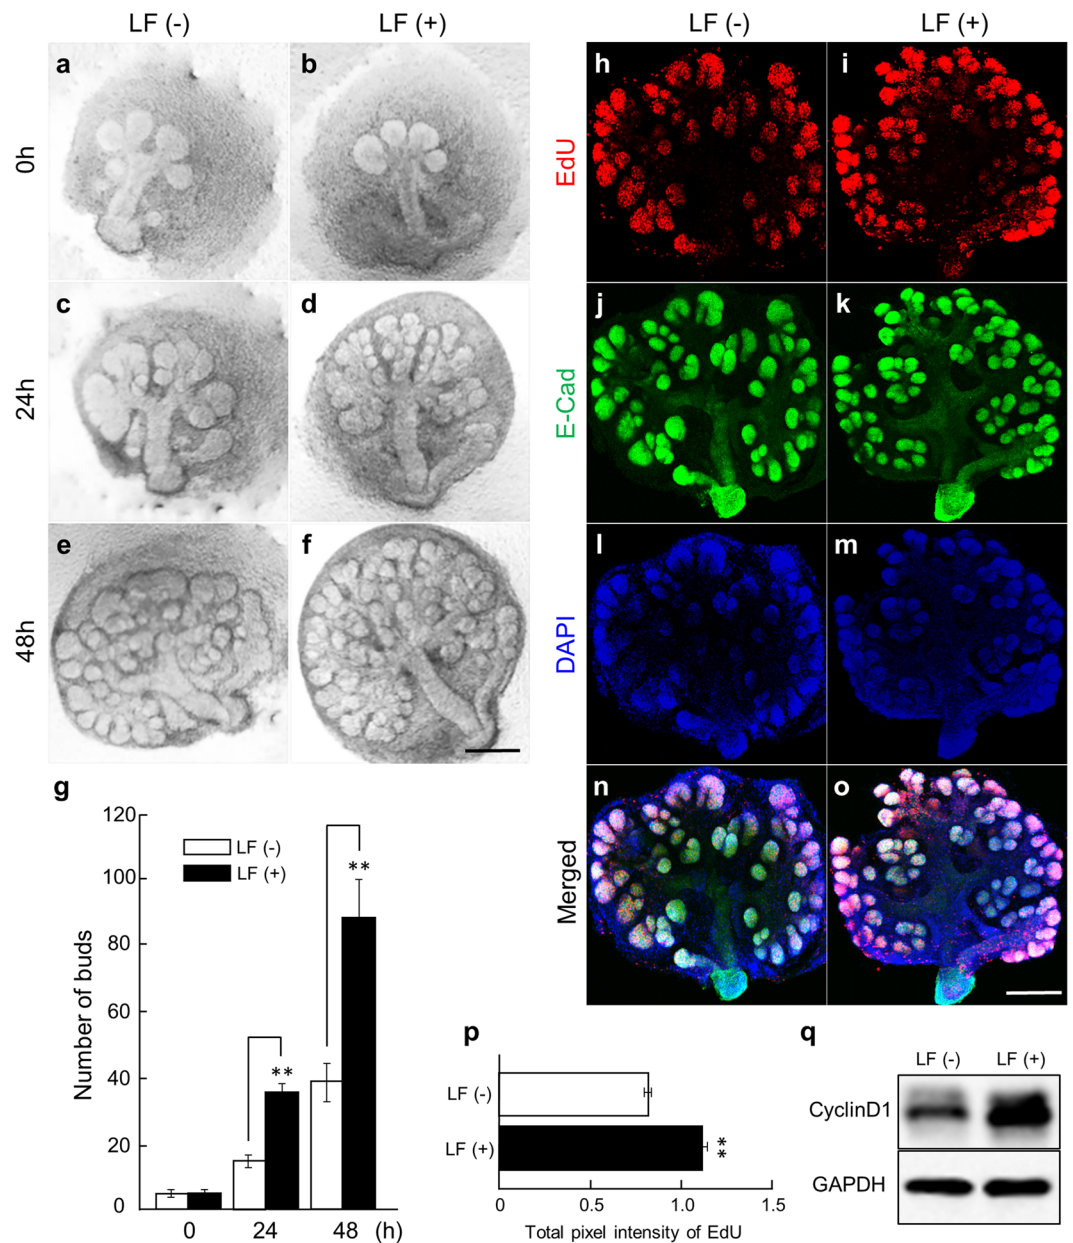 LF (-)
LF (+)
LF (-)
LF (+)
0h
a
b
24h
c
d
48h
e
f
EdU
h
i
E-Cad
j
k
DAPI
l
m
Merged
n
o
g
Number of buds
120
100
80
60
40
20
0
LF (-)
LF (+)
**
**
0
24
48
(h)
p
LF (-)
LF (+)
**
0
0.5
1.0
1.5
Total pixel intensity of EdU
q
LF (-)
LF (+)
CyclinD1
GAPDH